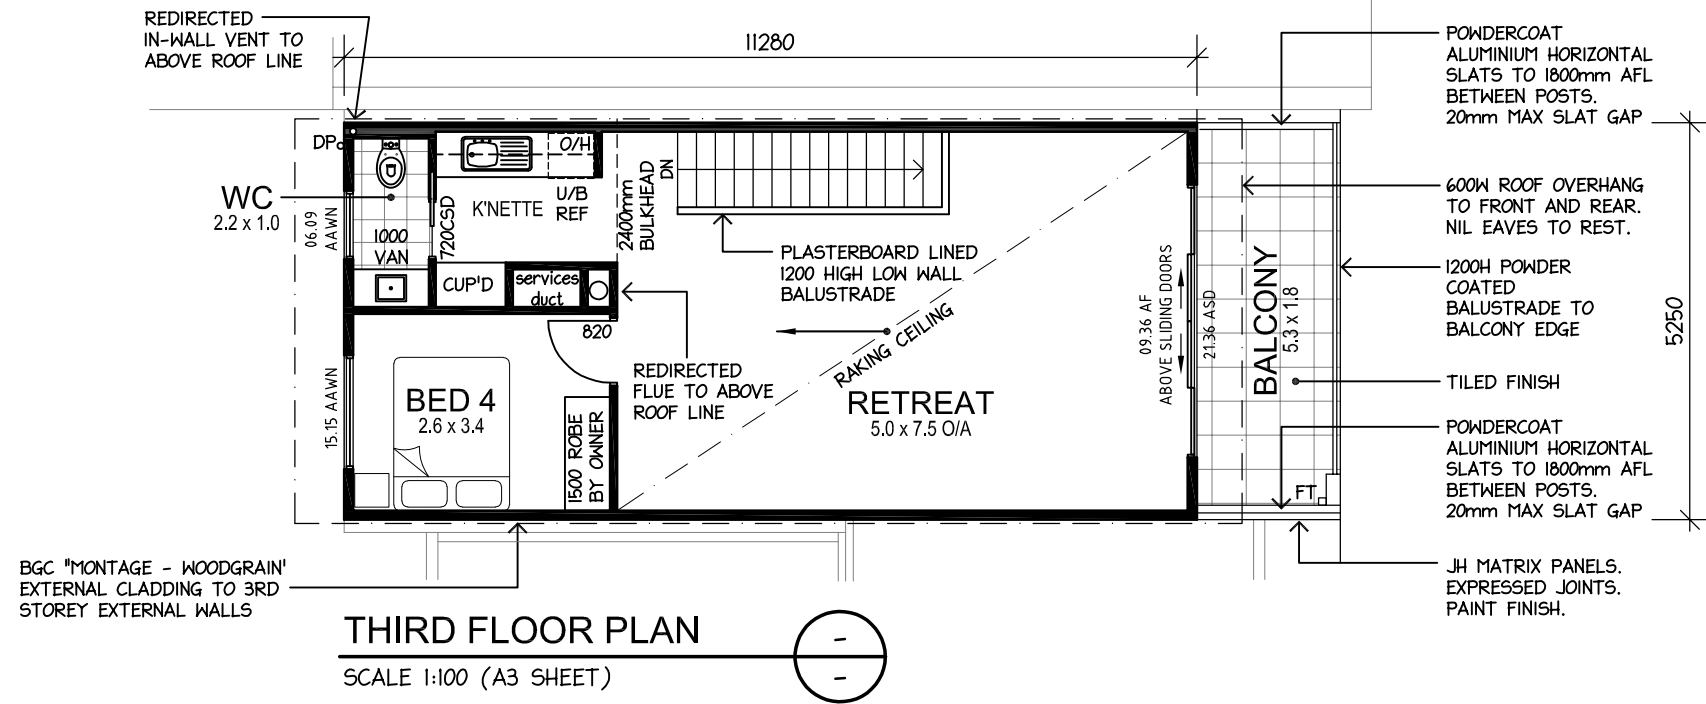 REDIRECTED
IN-WALL VENT TO
ABOVE ROOF LINE
11280
POWDERCOAT
ALUMINIUM HORIZONTAL
SLATS TO 1800mm AFL
BETWEEN POSTS.
20mm MAX SLAT GAP
DP
WC
2.2 x 1.0
06.09
AAWN
1000
VAN
720CSD
K'NETTE
O/H
U/B
REF
2400mm
BULKHEAD
DN
CUP'D
services
duct
820
PLASTERBOARD LINED
1200 HIGH LOW WALL
BALUSTRADE
REDIRECTED
FLUE TO ABOVE
ROOF LINE
RAKING CEILING
RETREAT
5.0 x 7.5 O/A
BED 4
2.6 x 3.4
15.15 AAWN
1500 ROBE
BY OWNER
09.36 AF
ABOVE SLIDING DOORS
21.36 ASD
BALCONY
5.3 x 1.8
FT
600W ROOF OVERHANG
TO FRONT AND REAR.
NIL EAVES TO REST.
1200H POWDER
COATED
BALUSTRADE TO
BALCONY EDGE
5250
TILED FINISH
POWDERCOAT
ALUMINIUM HORIZONTAL
SLATS TO 1800mm AFL
BETWEEN POSTS.
20mm MAX SLAT GAP
JH MATRIX PANELS.
EXPRESSED JOINTS.
PAINT FINISH.
BGC "MONTAGE - WOODGRAIN'
EXTERNAL CLADDING TO 3RD
STOREY EXTERNAL WALLS
THIRD FLOOR PLAN
SCALE 1:100 (A3 SHEET)
-
-